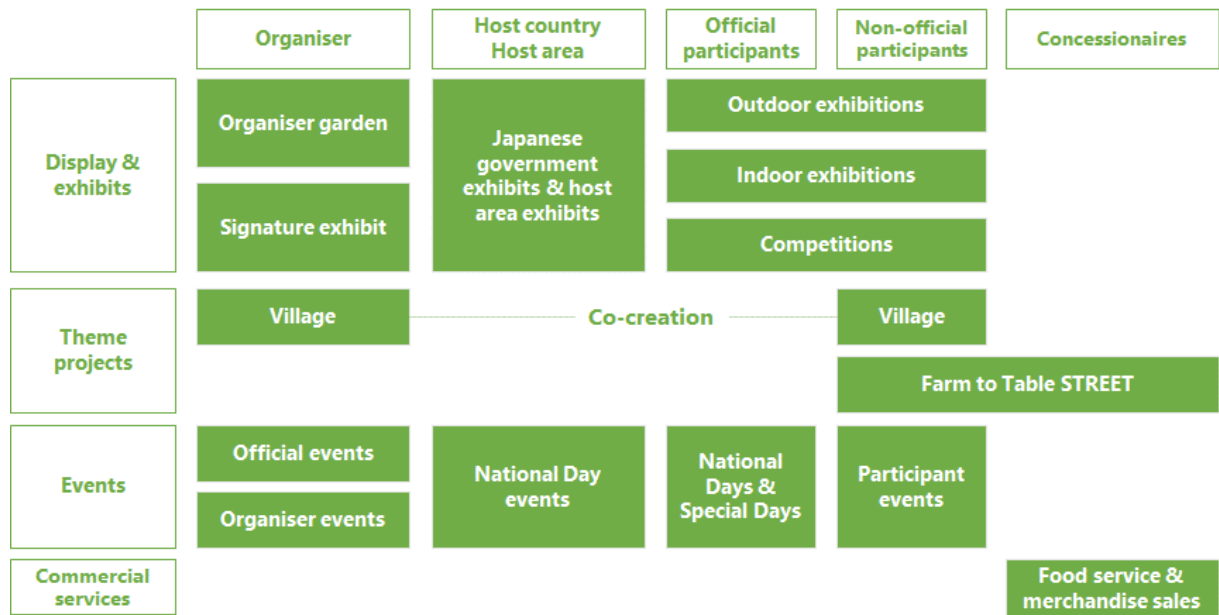 Organiser
Host country
Host area
Official
participants
Non-official
participants
Concessionaires
Display &
exhibits
Organiser garden
Signature exhibit
Japanese
government
exhibits & host
area exhibits
Outdoor exhibitions
Indoor exhibitions
Competitions
Theme
projects
Village
Co-creation
Village
Farm to Table STREET
Events
Official events
Organiser events
National Day
events
National
Days &
Special Days
Participant
events
Commercial
services
Food service &
merchandise sales